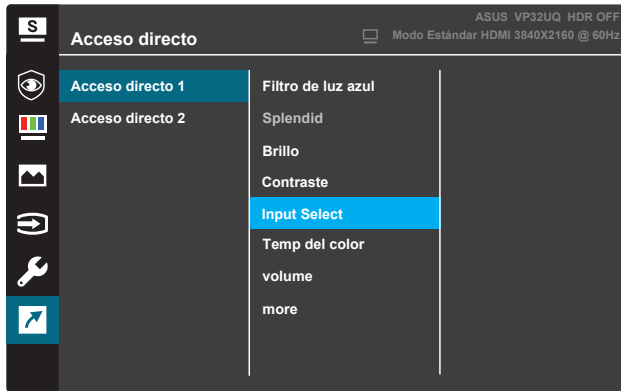 S
ASUS VP32UQ HDR OFF
Acceso directo
Modo Estándar HDMI 3840X2160 @ 60Hz
Acceso directo 1
Filtro de luz azul
Acceso directo 2
Splendid
Brillo
Contraste
Input Select
Temp del color
volume
more